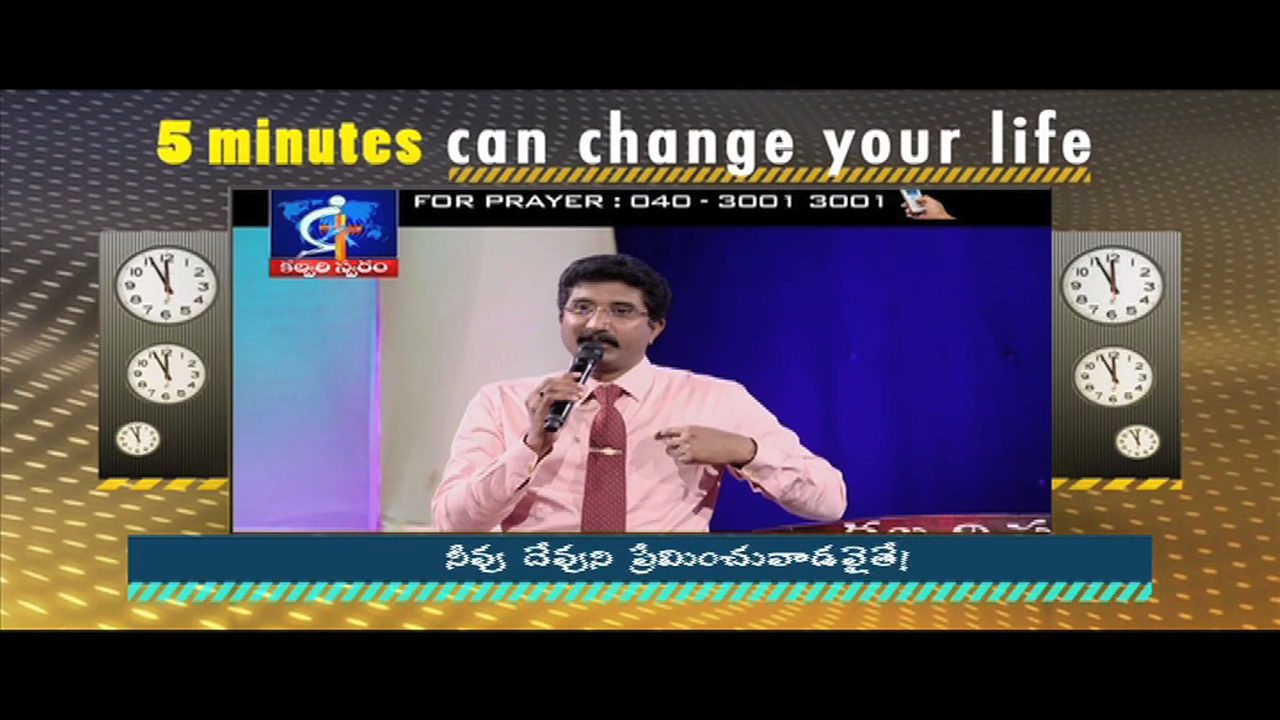 5 minutes can change your life
FOR PRAYER : 040 - 3001 3001
కల్వరి స్వరం
నీవు దేవుని ప్రేమించువాడవైతే!